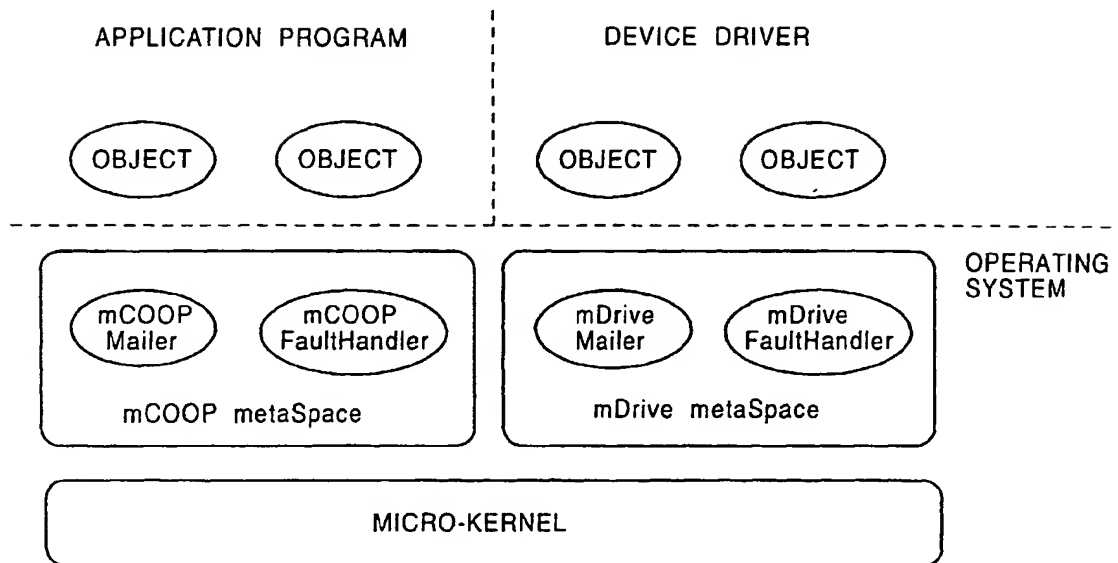 APPLICATION PROGRAM
DEVICE DRIVER
OBJECT
OBJECT
OBJECT
OBJECT
OPERATING
SYSTEM
mCOOP
Mailer
mCOOP
FaultHandler
mDrive
Mailer
mDrive
FaultHandler
mCOOP metaSpace
mDrive metaSpace
MICRO-KERNEL